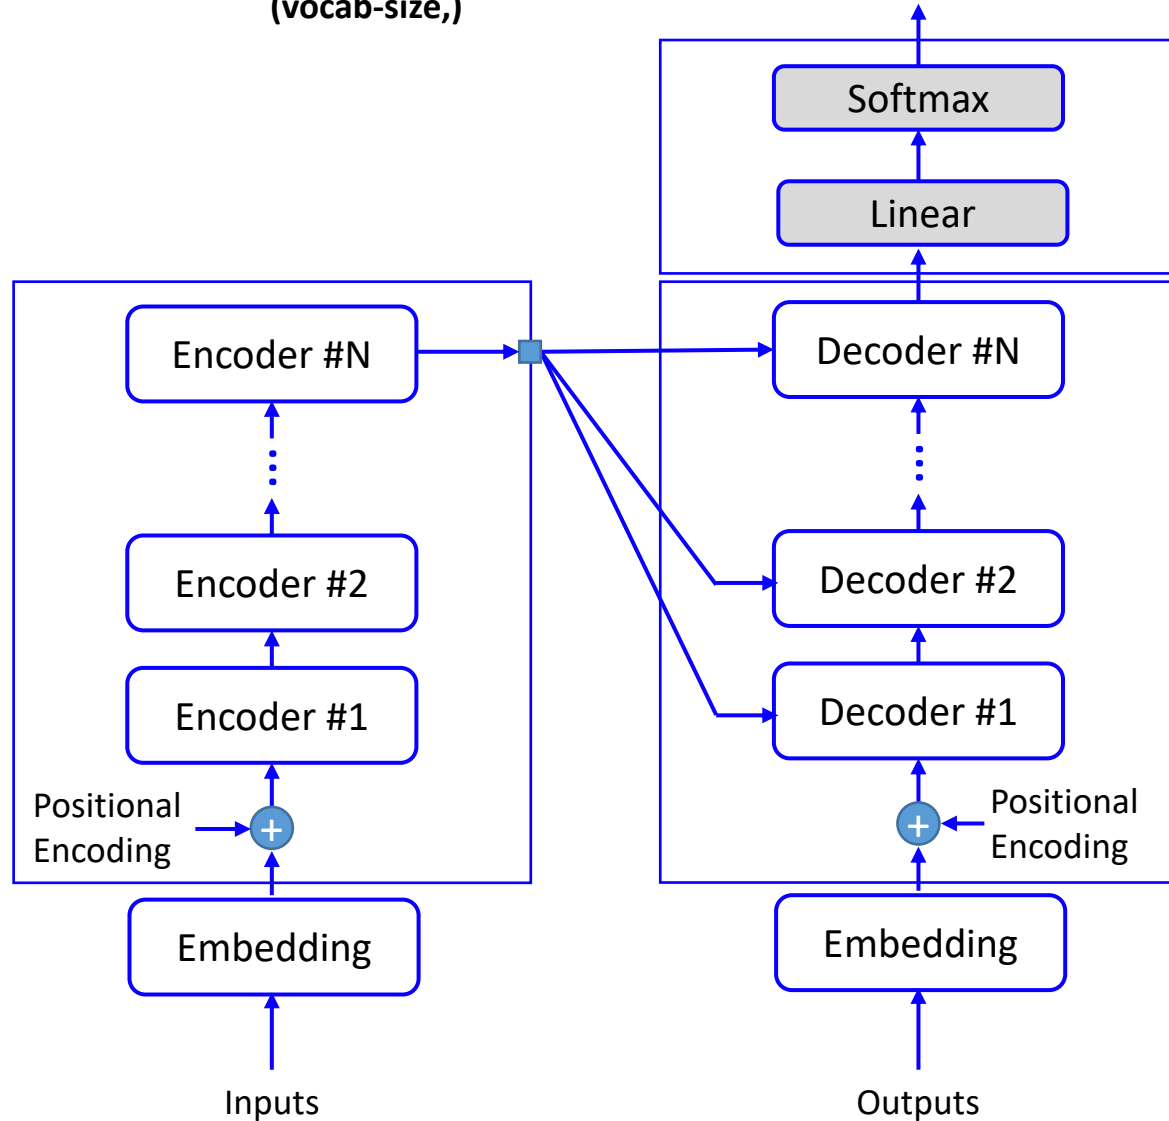 (vocab-size,)
Softmax
Linear
Encoder #N
Decoder #N
Encoder #2
Decoder #2
Encoder #1
Decoder #1
Positional
Encoding
+
+
Positional
Encoding
Embedding
Embedding
Inputs
Outputs